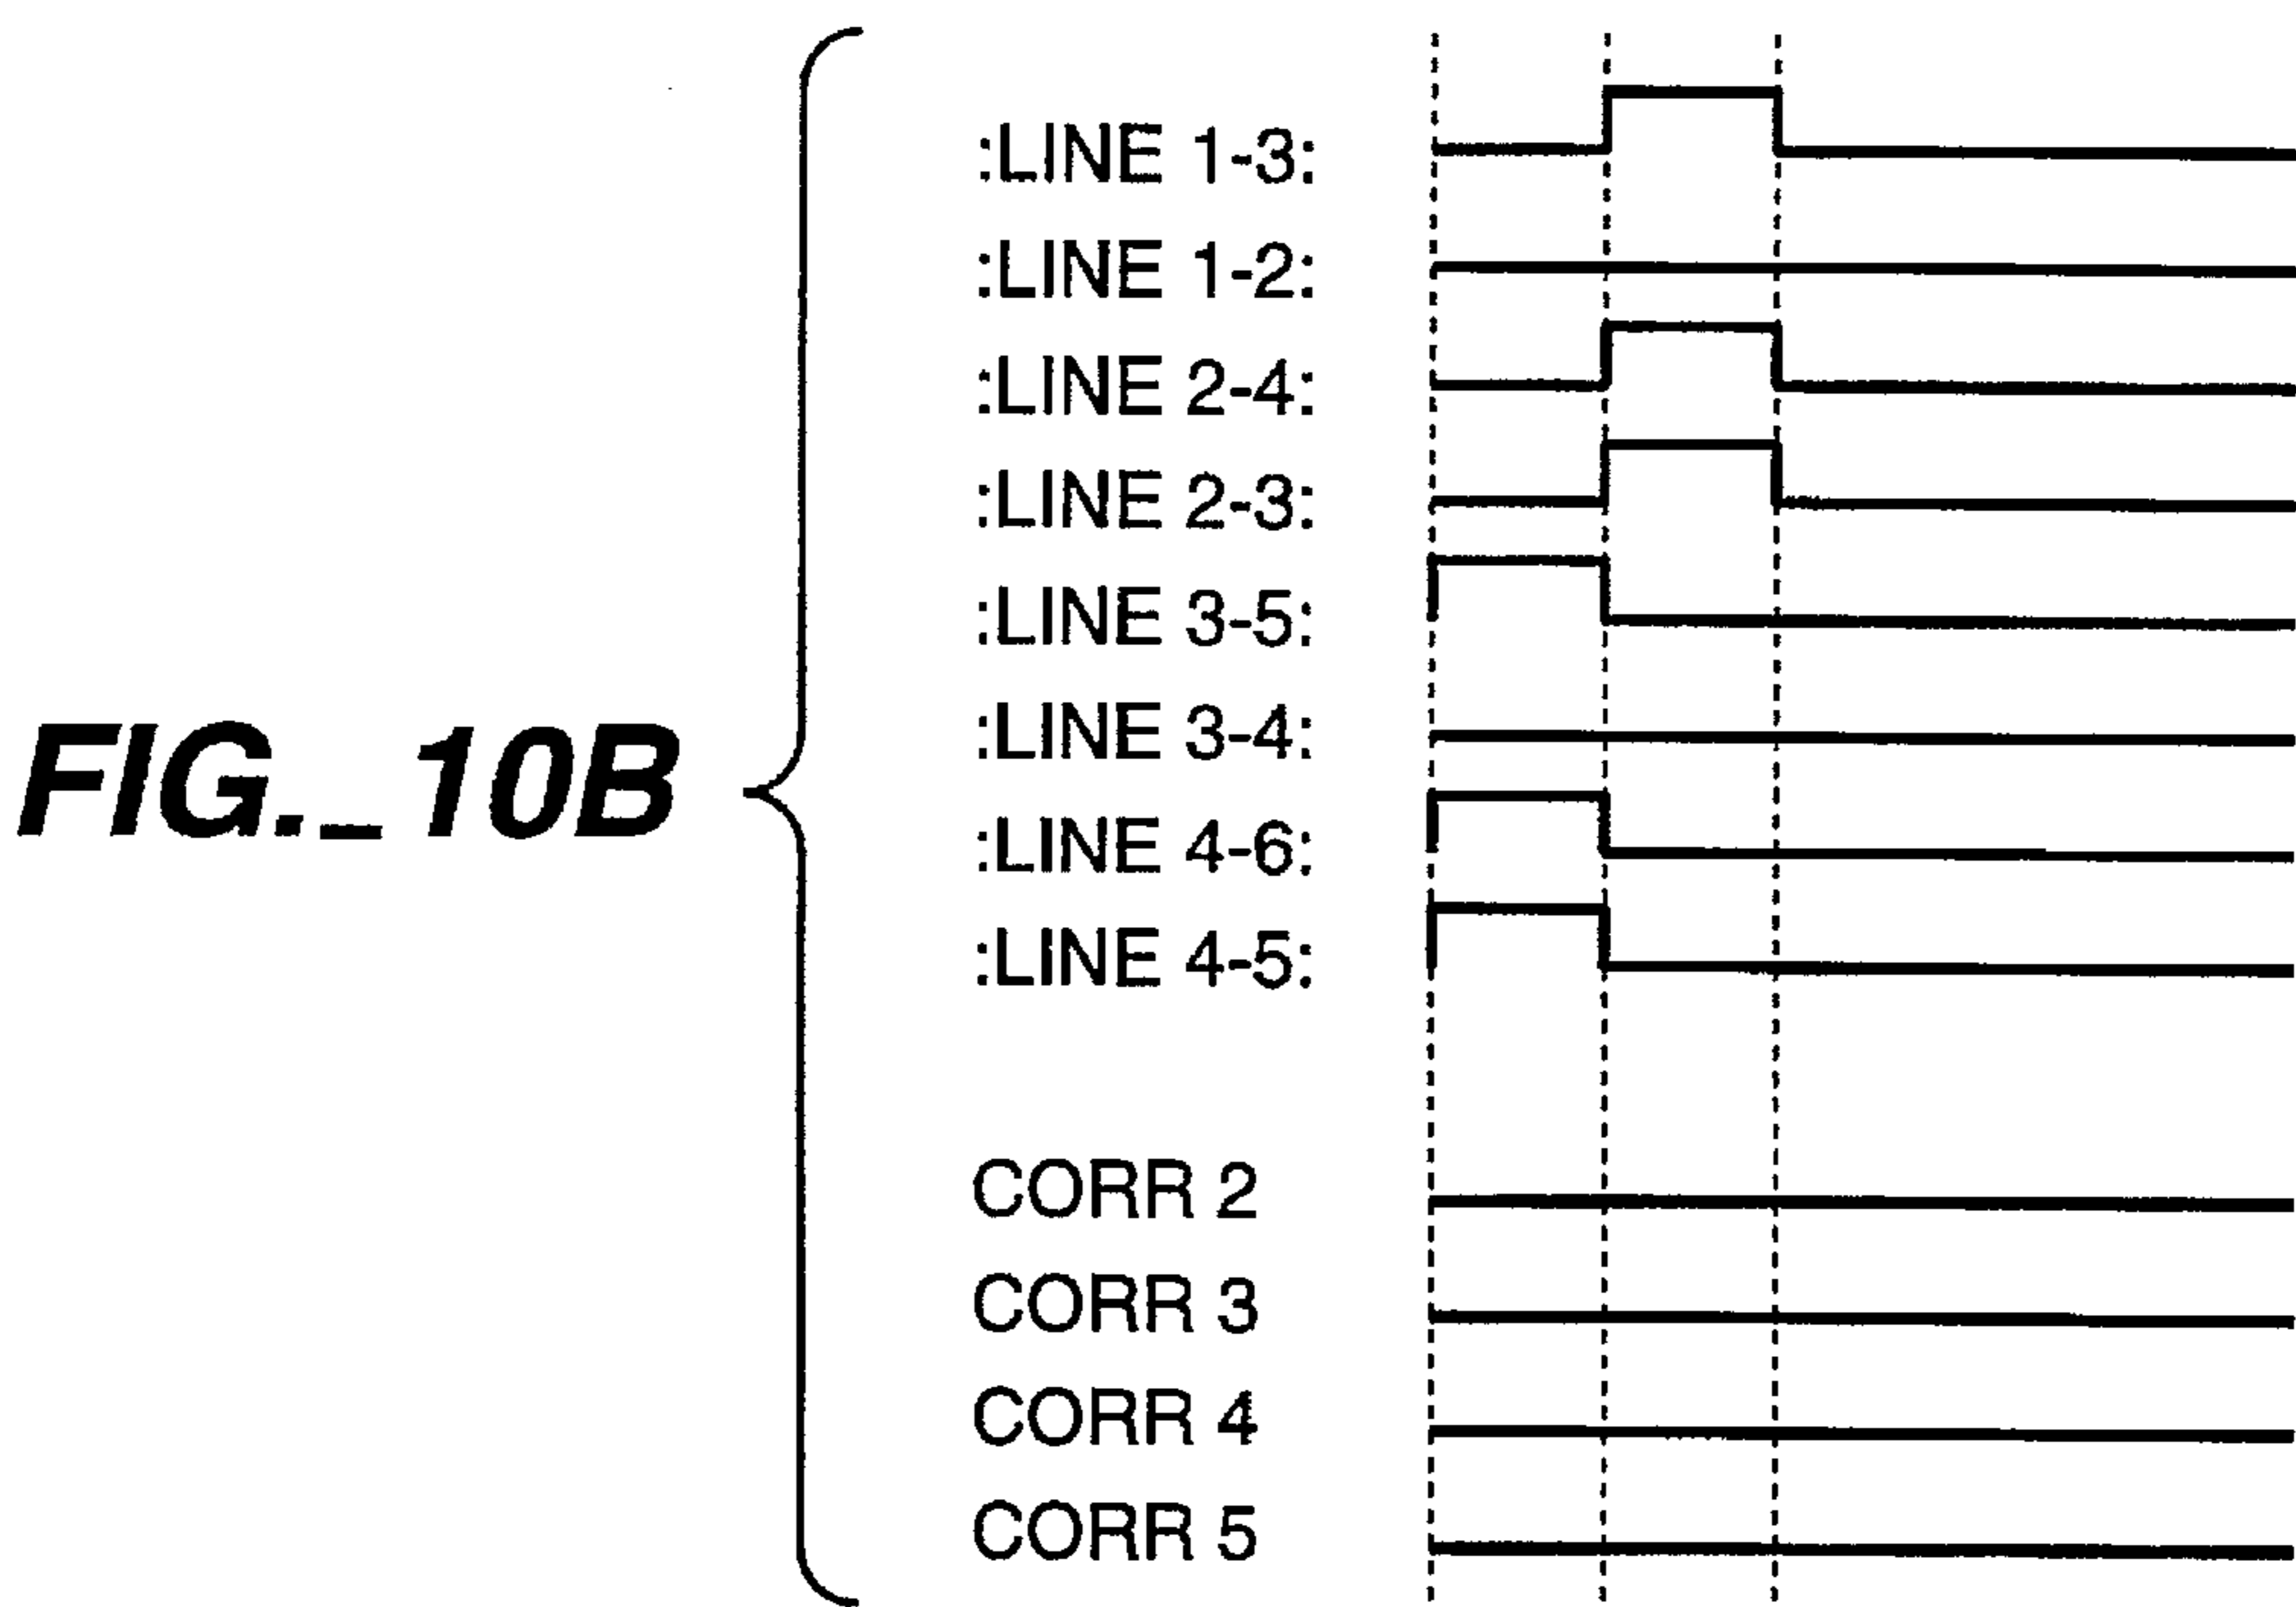 :LINE 1-3:
:LINE 1-2:
:LINE 2-4:
:LINE 2-3:
:LINE 3-5:
:LINE 3-4:
FIG._10B
:LINE 4-6:
:LINE 4-5:
CORR 2
CORR 3
CORR 4
CORR 5